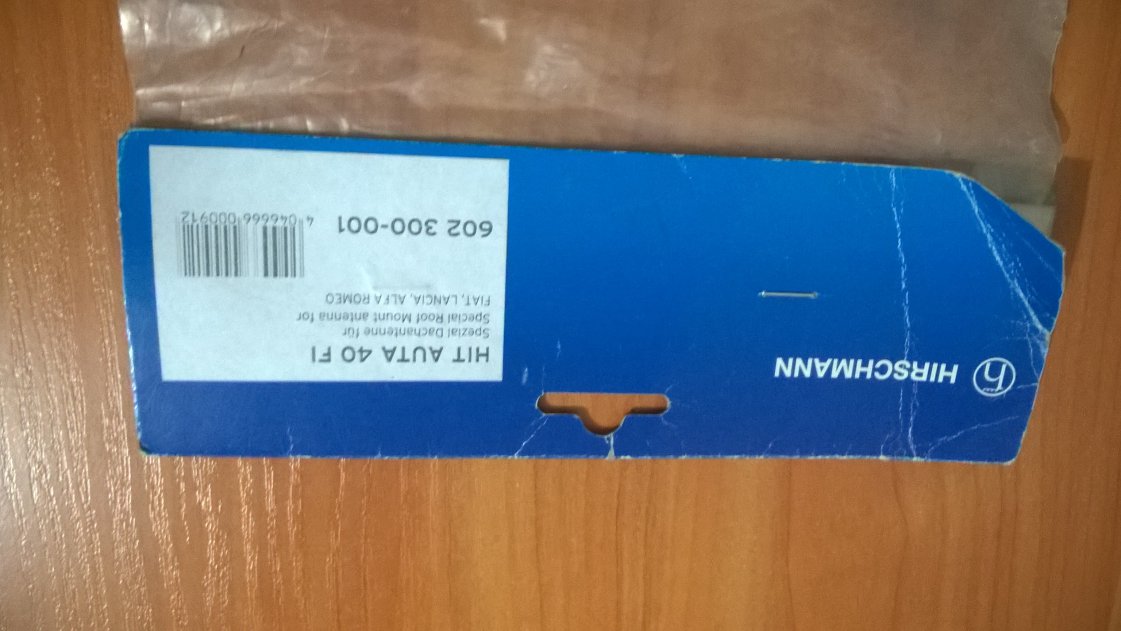 HIRSCHMANN
HIT AUTA 40 FI
Spezial Dachantenne für
Special Roof Mount antenna for
FIAT, LANCIA, ALFA ROMEO
602 300-001
4 046666 000912